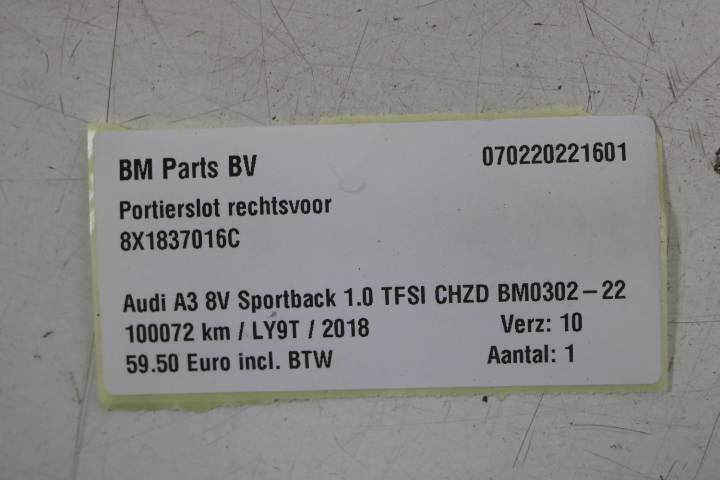 BM Parts BV 070220221601
Portierslot rechtsvoor
8X1837016C
Audi A3 8V Sportback 1.0 TFSI CHZD BM0302-22
100072 km / LY9T / 2018 Verz: 10
59.50 Euro incl. BTW Aantal: 1